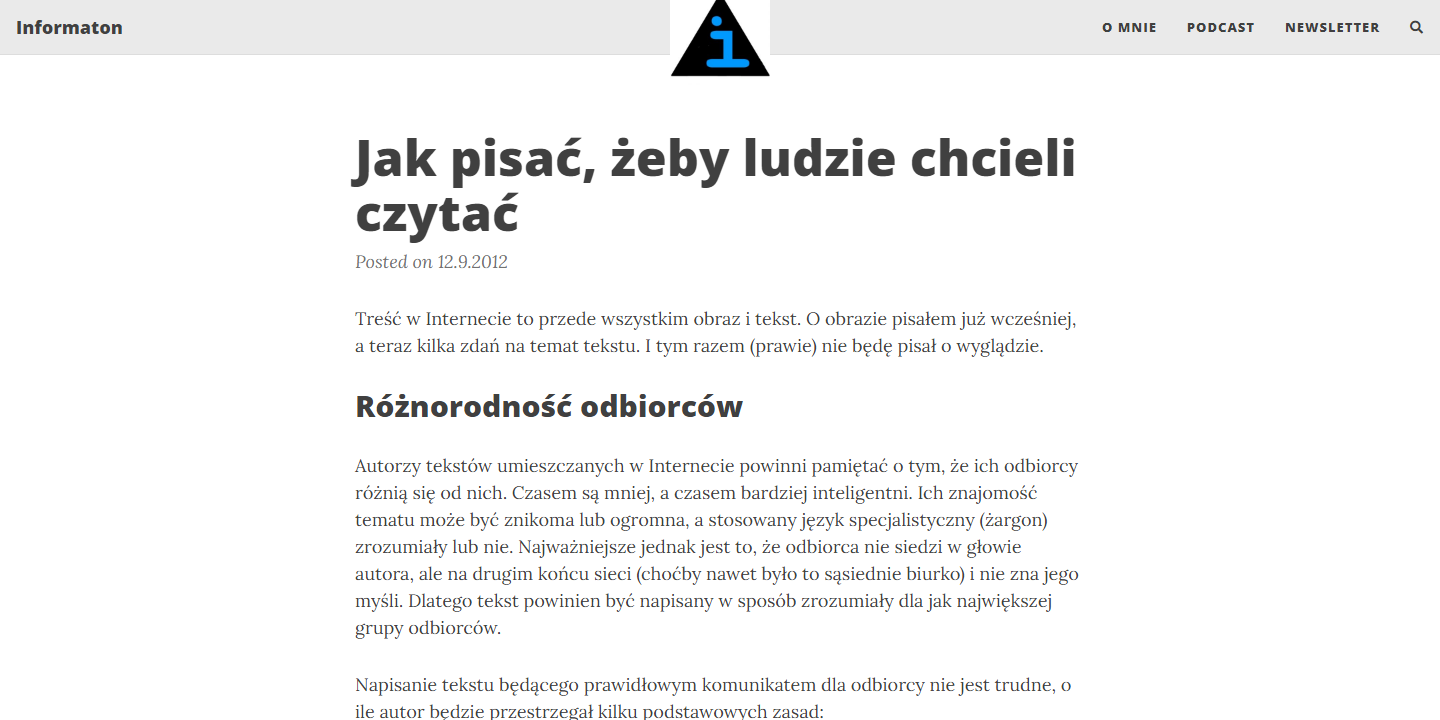 Informaton
i
O MNIE
PODCAST
NEWSLETTER
Jak pisać, żeby ludzie chcieli
czytać
Posted on 12.9.2012
Treść w Internecie to przede wszystkim obraz i tekst. O obrazie pisałem już wcześniej,
a teraz kilka zdań na temat tekstu. I tym razem (prawie) nie będę pisał o wyglądzie.
Różnorodność odbiorców
Autorzy tekstów umieszczanych w Internecie powinni pamiętać o tym, że ich odbiorcy
różnią się od nich. Czasem są mniej, a czasem bardziej inteligentni. Ich znajomość
tematu może być znikoma lub ogromna, a stosowany język specjalistyczny (żargon)
zrozumiały lub nie. Najważniejsze jednak jest to, że odbiorca nie siedzi w głowie
autora, ale na drugim końcu sieci (choćby nawet było to sąsiednie biurko) i nie zna jego
myśli. Dlatego tekst powinien być napisany w sposób zrozumiały dla jak największej
grupy odbiorców.
Napisanie tekstu będącego prawidłowym komunikatem dla odbiorcy nie jest trudne, o
ile autor będzie przestrzegał kilku podstawowych zasad: